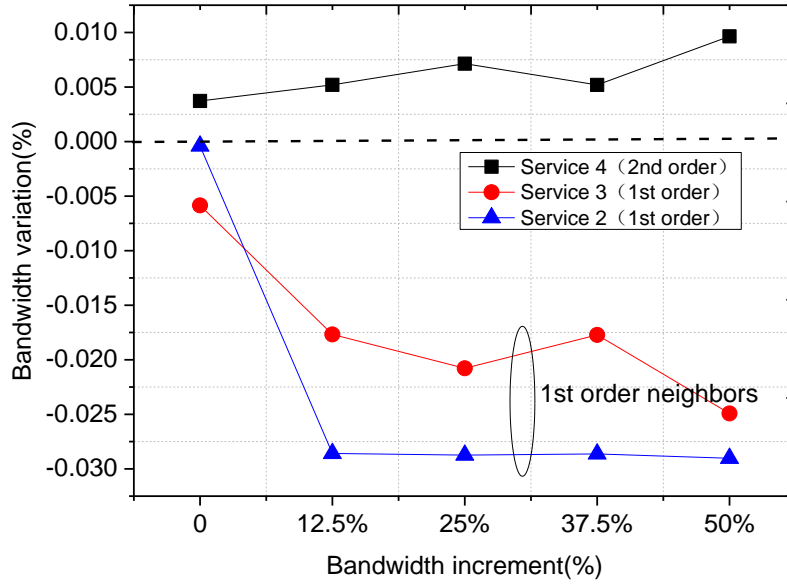 0.010
0.005
0.000
-0.005
-0.010
-0.015
-0.020
-0.025
-0.030
Bandwidth variation(%)
Service 4（2nd order）
Service 3（1st order）
Service 2（1st order）
1st order neighbors
0 12.5% 25% 37.5% 50%
Bandwidth increment(%)